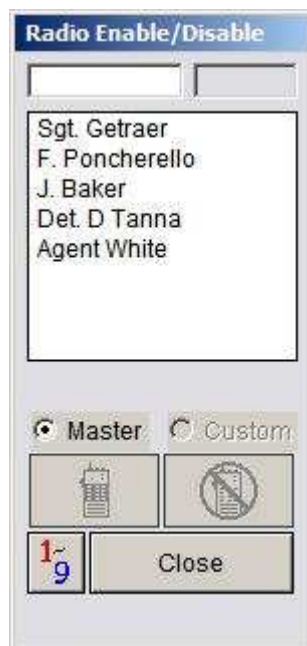 Radio Enable/Disable
Sgt. Getraer
F. Poncherello
J. Baker
Det. D Tanna
Agent White
Master Custom
1~9
Close